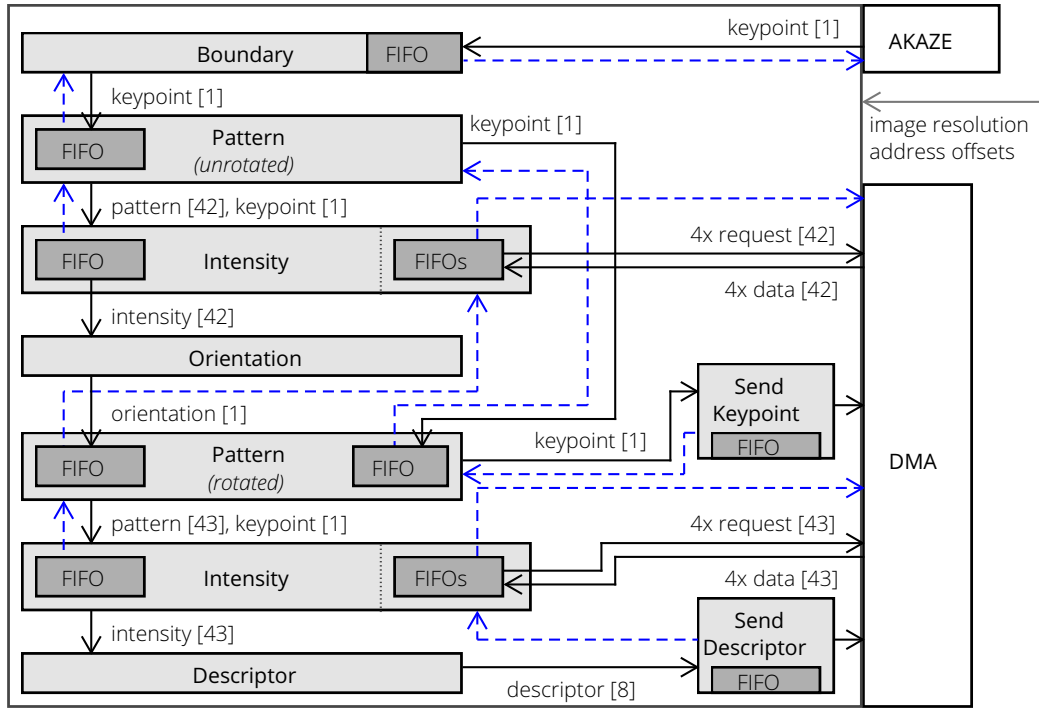 keypoint [1]
AKAZE
Boundary
FIFO
keypoint [1]
image resolution
address offsets
Pattern
(unrotated)
FIFO
keypoint [1]
pattern [42], keypoint [1]
FIFO
Intensity
FIFOs
4x request [42]
4x data [42]
intensity [42]
Orientation
orientation [1]
Send
Keypoint
FIFO
keypoint [1]
FIFO
Pattern
(rotated)
FIFO
DMA
pattern [43], keypoint [1]
4x request [43]
FIFO
Intensity
FIFOs
4x data [43]
intensity [43]
Send
Descriptor
FIFO
Descriptor
descriptor [8]